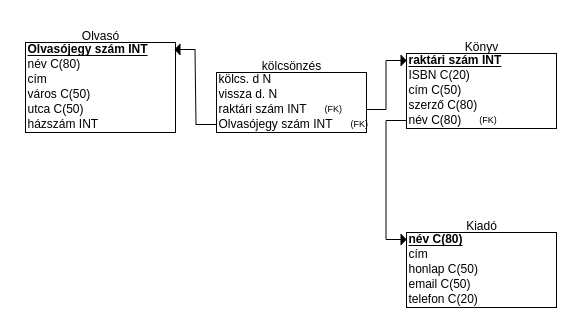 Olvasó
Olvasójegy szám INT
név C(80)
cím
város C(50)
utca C(50)
házszám INT
kölcsönzés
kölcs. d N
vissza d. N
raktári szám INT (FK)
Olvasójegy szám INT (FK)
Könyv
raktári szám INT
ISBN C(20)
cím C(50)
szerző C(80)
név C(80) (FK)
Kiadó
név C(80)
cím
honlap C(50)
email C(50)
telefon C(20)